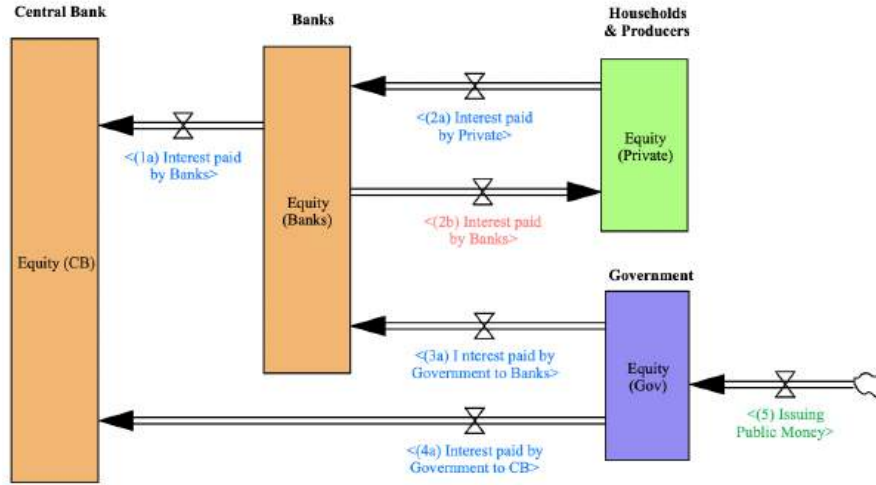 Central Bank
Banks
Households
& Producers
<(2a) Interest paid
by Private>
<(1a) Interest paid
by Banks>
Equity
(Private)
Equity
(Banks)
<(2b) Interest paid
by Banks>
Equity (CB)
Government
<(3a) I nterest paid by
Government to Banks>
Equity
(Gov)
<(5) Issuing
Public Money>
<(4a) Interest paid by
Government to CB>